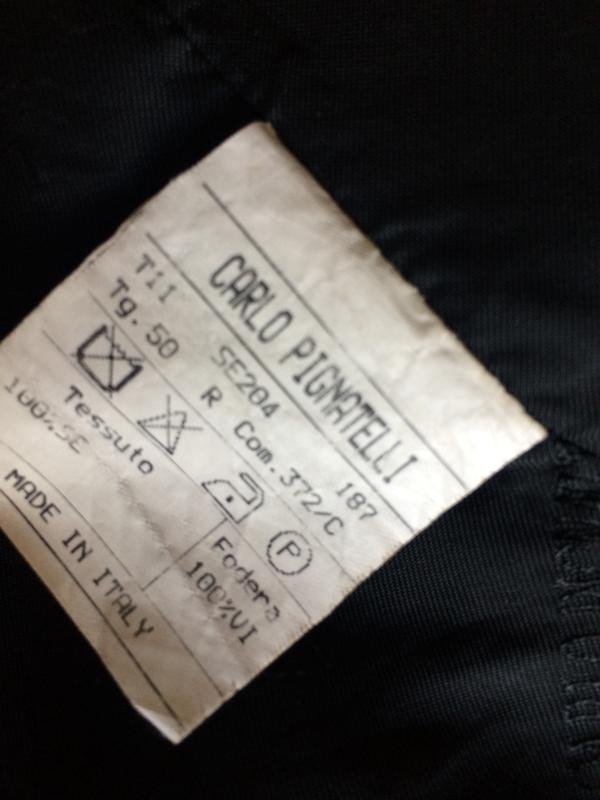 CARLO PIGNATELLI
T11 SE204 187
Tg.50 R Com.372/C
P
Tessuto Fodera
100%SE 100%VI
MADE IN ITALY